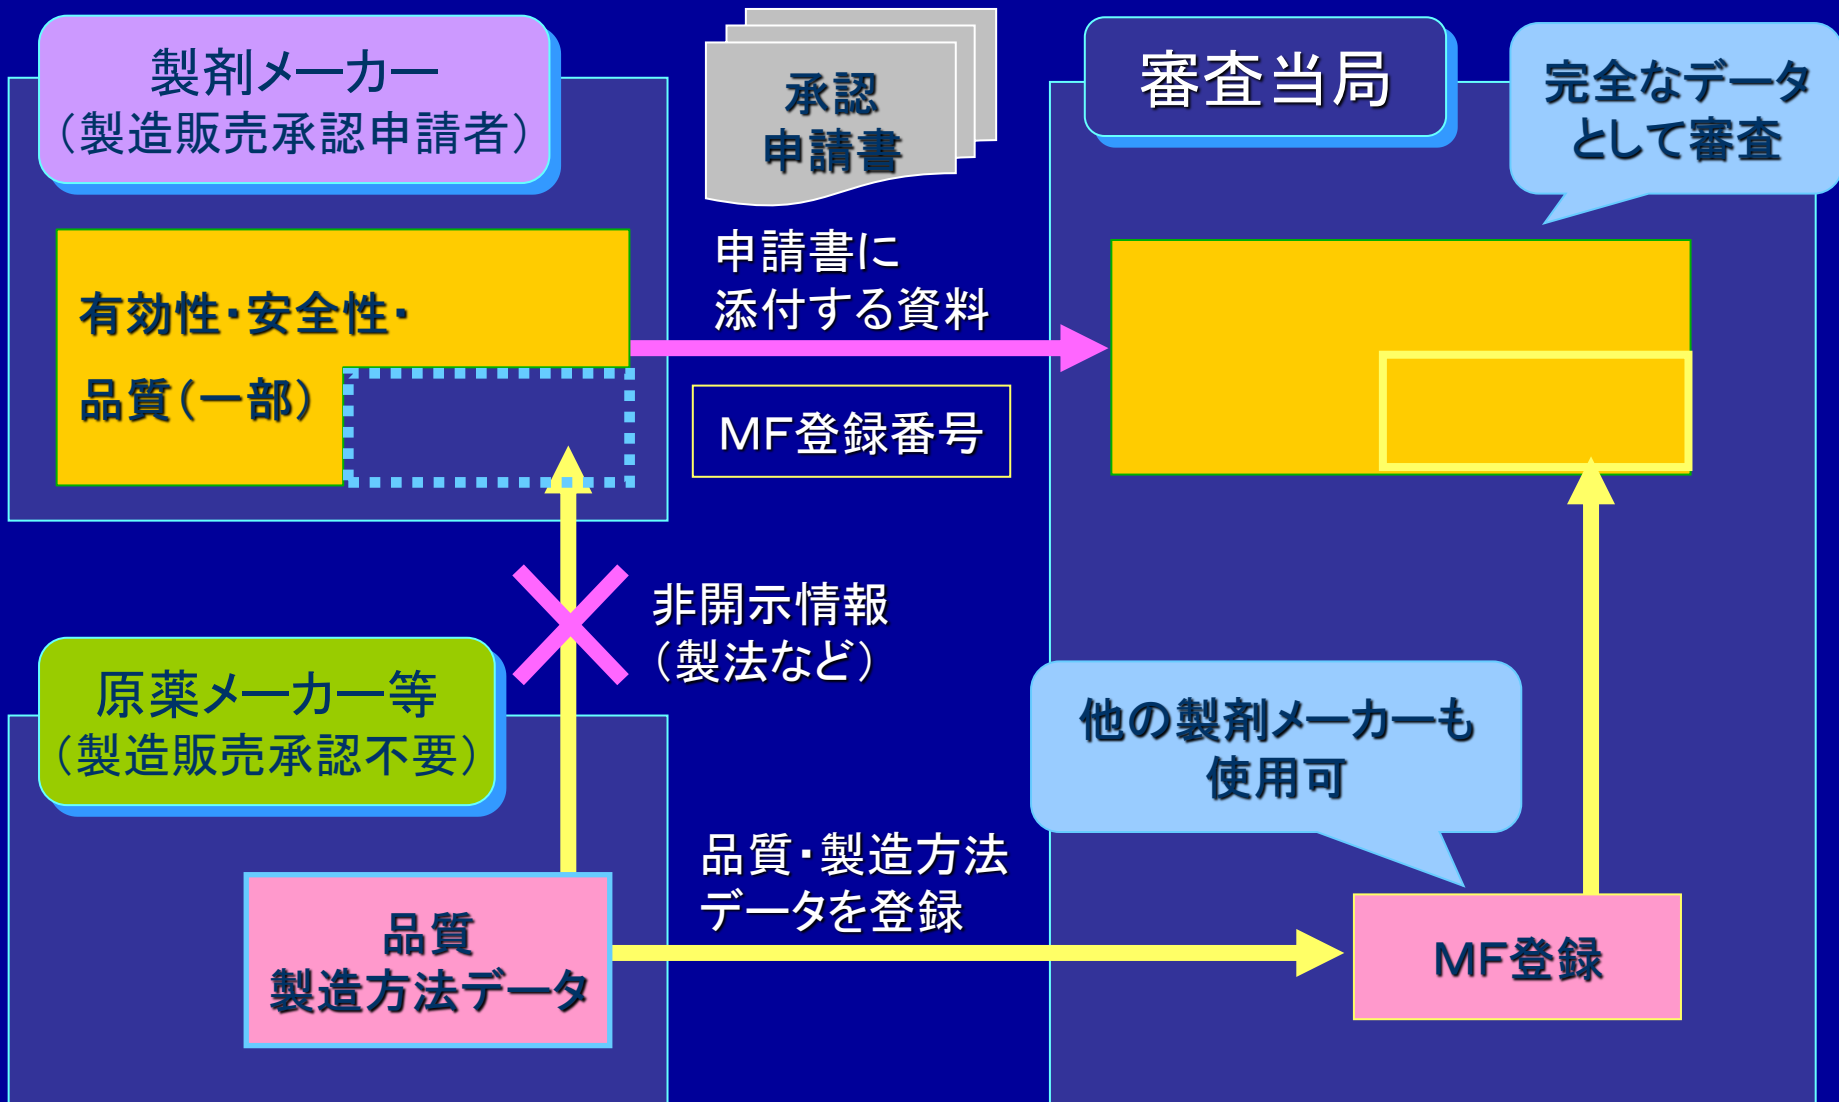 製剤メーカー
（製造販売承認申請者）
承認
申請書
審査当局
完全なデータ
として審査
有効性・安全性・
品質（一部）
申請書に
添付する資料
ＭＦ登録番号
非開示情報
（製法など）
原薬メーカー等
（製造販売承認不要）
他の製剤メーカーも
使用可
品質・製造方法
データを登録
品質
製造方法データ
ＭＦ登録